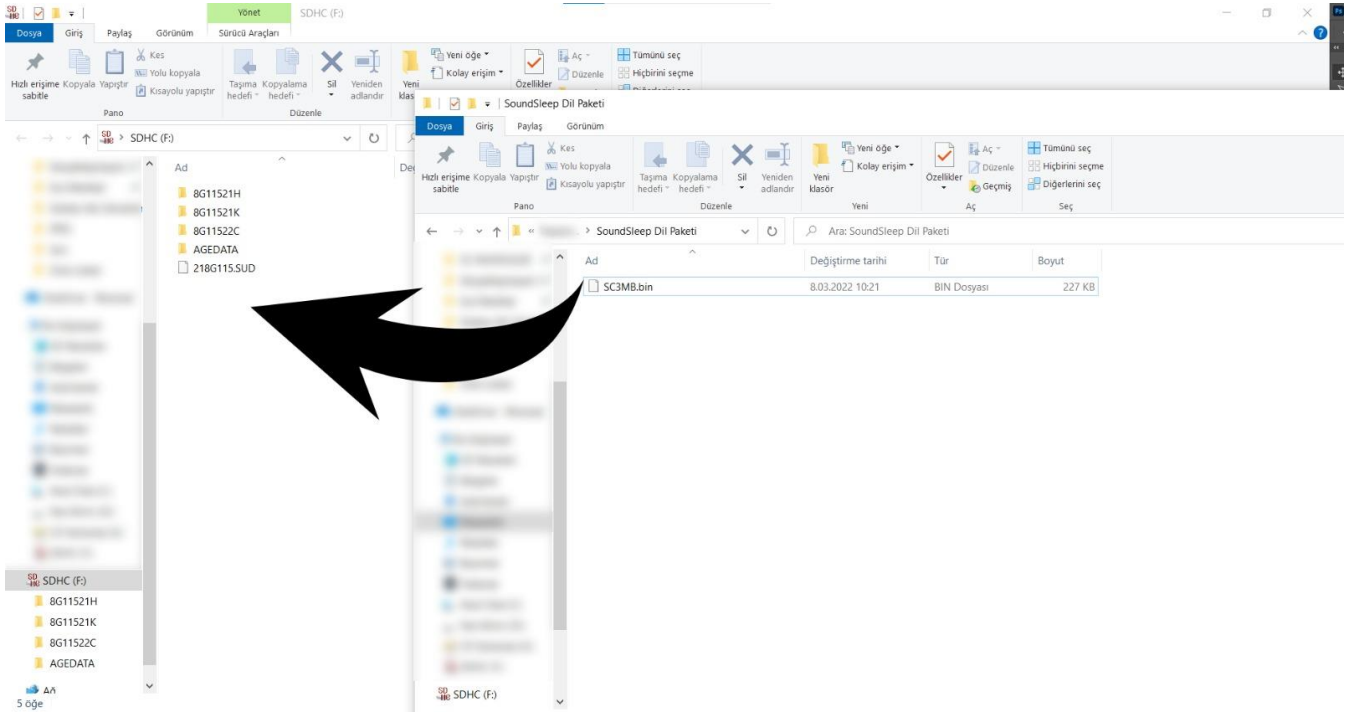 Yönet
SDHC (F:)
Dosya
Giriş
Paylaş
Görünüm
Sürücü Araçları
Hızlı erişime sabitle
Kopyala
Yapıştır
Kes
Yolu kopyala
Kısayolu yapıştır
Taşıma hedefi
Kopyalama hedefi
Sil
Yeniden adlandır
Yeni
klas
Yeni öğe
Kolay erişim
Özellikler
Aç
Düzenle
Tümünü seç
Hiçbirini seçme
Pano
Düzenle
SDHC (F:)
Ad
8G11521H
8G11521K
8G11522C
AGEDATA
218G115.SUD
SDHC (F:)
8G11521H
8G11521K
8G11522C
AGEDATA
Ağ
5 öğe
SoundSleep Dil Paketi
Dosya
Giriş
Paylaş
Görünüm
Hızlı erişime sabitle
Kopyala
Yapıştır
Kes
Yolu kopyala
Kısayolu yapıştır
Taşıma hedefi
Kopyalama hedefi
Sil
Yeniden adlandır
Yeni klasör
Yeni öğe
Kolay erişim
Özellikler
Aç
Düzenle
Geçmiş
Tümünü seç
Hiçbirini seçme
Diğerlerini seç
Pano
Düzenle
Yeni
Aç
Seç
SoundSleep Dil Paketi
Ara: SoundSleep Dil Paketi
Ad
Değiştirme tarihi
Tür
Boyut
SC3MB.bin
8.03.2022 10:21
BIN Dosyası
227 KB
SDHC (F:)